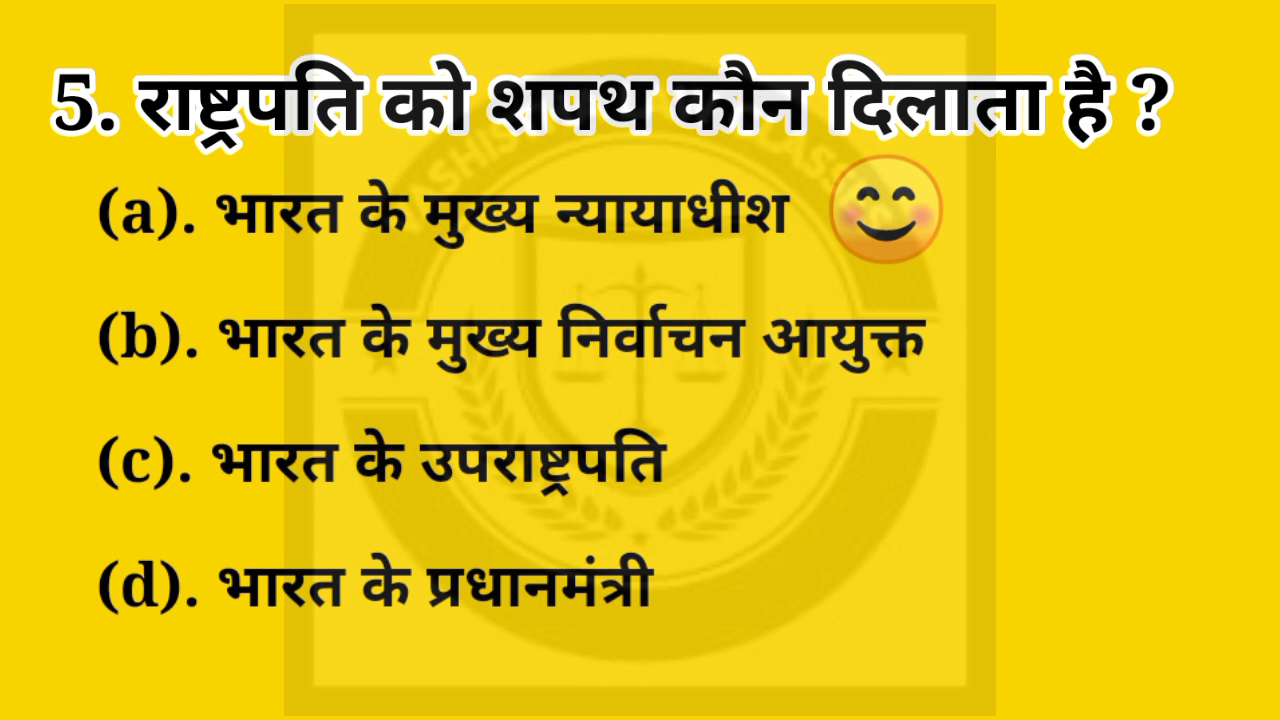 5. राष्ट्रपति को शपथ कौन दिलाता है ?
(a). भारत के मुख्य न्यायाधीश
(b). भारत के मुख्य निर्वाचन आयुक्त
(c). भारत के उपराष्ट्रपति
(d). भारत के प्रधानमंत्री